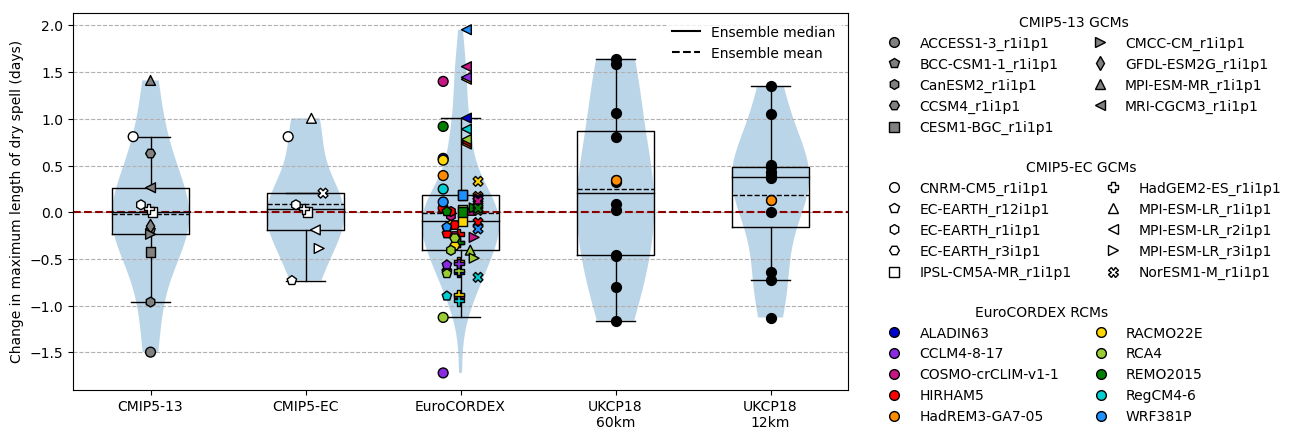 Change in maximum length of dry spell (days)
2.0
1.5
1.0
0.5
0.0
−0.5
−1.0
−1.5
Ensemble median
Ensemble mean
CMIP5-13
CMIP5-EC
EuroCORDEX
UKCP18
60km
UKCP18
12km
CMIP5-13 GCMs
ACCESS1-3_r1i1p1
BCC-CSM1-1_r1i1p1
CanESM2_r1i1p1
CCSM4_r1i1p1
CESM1-BGC_r1i1p1
CMCC-CM_r1i1p1
GFDL-ESM2G_r1i1p1
MPI-ESM-MR_r1i1p1
MRI-CGCM3_r1i1p1
CMIP5-EC GCMs
CNRM-CM5_r1i1p1
EC-EARTH_r12i1p1
EC-EARTH_r1i1p1
EC-EARTH_r3i1p1
IPSL-CM5A-MR_r1i1p1
HadGEM2-ES_r1i1p1
MPI-ESM-LR_r1i1p1
MPI-ESM-LR_r2i1p1
MPI-ESM-LR_r3i1p1
NorESM1-M_r1i1p1
EuroCORDEX RCMs
ALADIN63
CCLM4-8-17
COSMO-crCLIM-v1-1
HIRHAM5
HadREM3-GA7-05
RACMO22E
RCA4
REMO2015
RegCM4-6
WRF381P